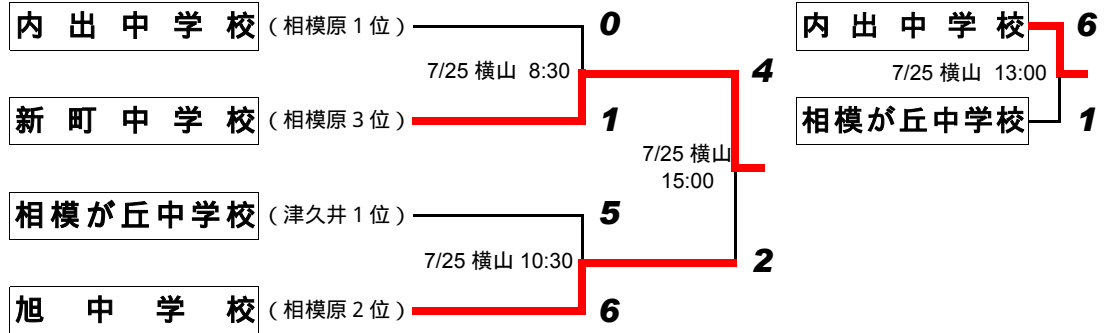 内出中学校（相模原１位） 0
7/25 横山 8:30
4
新町中学校（相模原３位） 1
7/25 横山
15:00
相模が丘中学校（津久井１位） 5
7/25 横山 10:30
2
旭中学校（相模原２位） 6
内出中学校 6
7/25 横山 13:00
相模が丘中学校 1